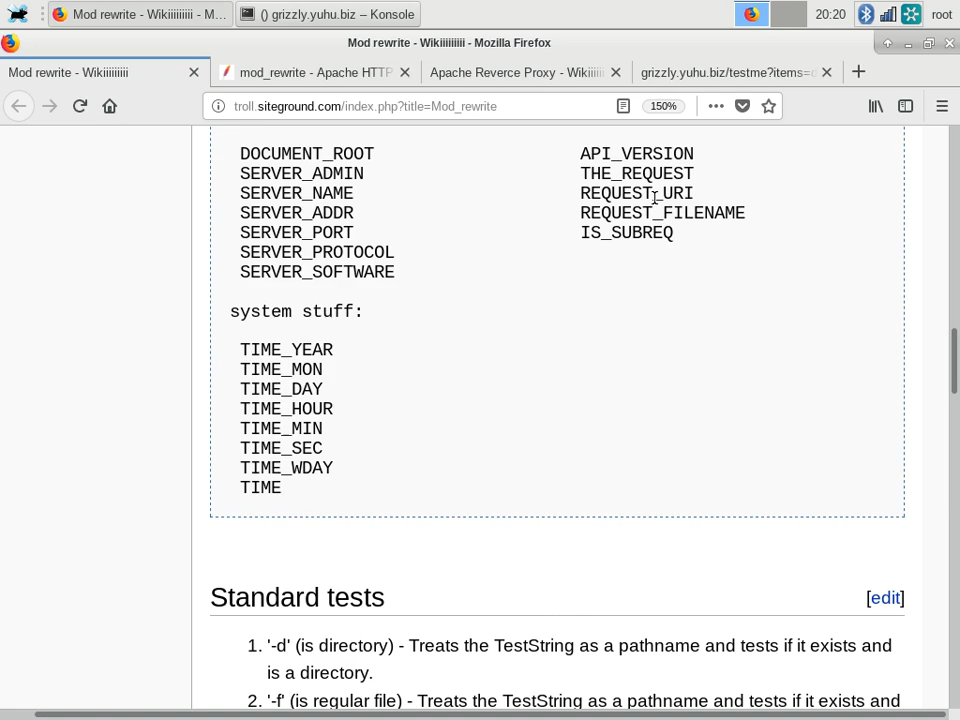 Mod rewrite - Wikiiiiiiiii - M...
() grizzly.yuhu.biz – Konsole
20:20
root
Mod rewrite - Wikiiiiiiiii - Mozilla Firefox
Mod rewrite - Wikiiiiiiiii
mod_rewrite - Apache HTTP
Apache Reverce Proxy - Wikiiiii
grizzly.yuhu.biz/testme?items=
troll.siteground.com/index.php?title=Mod_rewrite
150%
DOCUMENT_ROOT API_VERSION
SERVER_ADMIN THE_REQUEST
SERVER_NAME REQUEST_URI
SERVER_ADDR REQUEST_FILENAME
SERVER_PORT IS_SUBREQ
SERVER_PROTOCOL
SERVER_SOFTWARE
system stuff:
TIME_YEAR
TIME_MON
TIME_DAY
TIME_HOUR
TIME_MIN
TIME_SEC
TIME_WDAY
TIME
Standard tests [edit]
1. '-d' (is directory) - Treats the TestString as a pathname and tests if it exists and
is a directory.
2. '-f' (is regular file) - Treats the TestString as a pathname and tests if it exists and